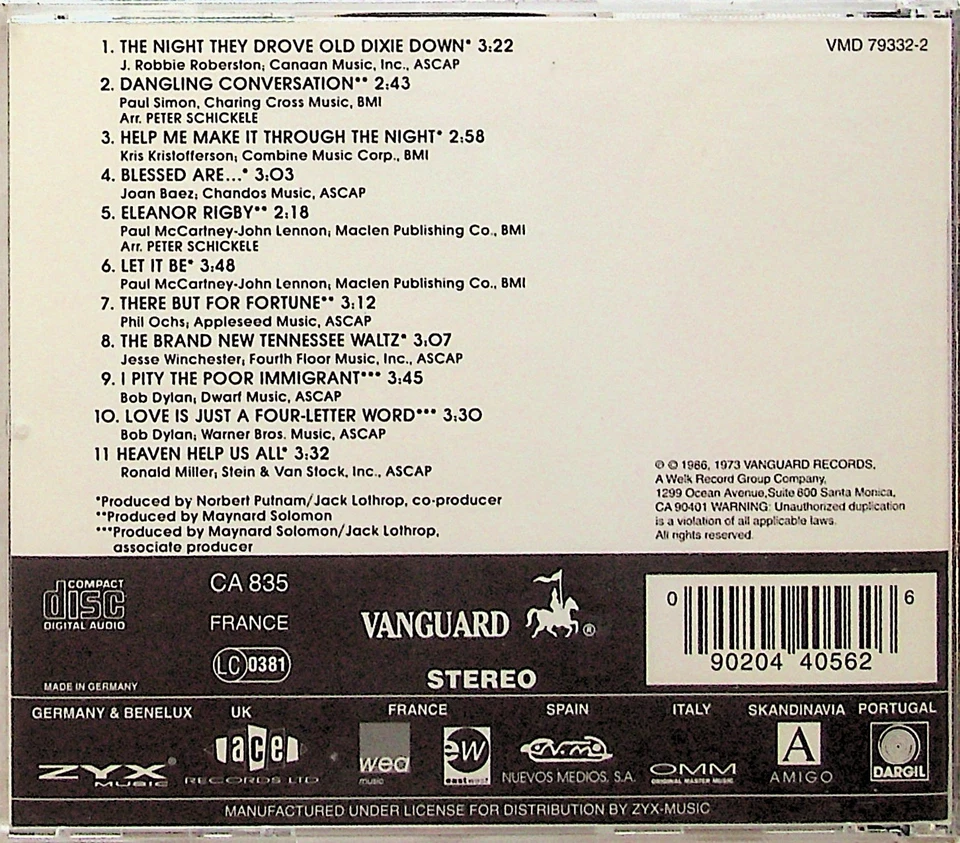 1. THE NIGHT THEY DROVE OLD DIXIE DOWN* 3:22
J. Robbie Roberston; Canaan Music, Inc., ASCAP
2. DANGLING CONVERSATION** 2:43
Paul Simon, Charing Cross Music, BMI
Arr. PETER SCHICKELE
3. HELP ME MAKE IT THROUGH THE NIGHT* 2:58
Kris Kristofferson; Combine Music Corp., BMI
4. BLESSED ARE...* 3:03
Joan Baez; Chandos Music, ASCAP
5. ELEANOR RIGBY** 2:18
Paul McCartney-John Lennon; Maclen Publishing Co., BMI
Arr. PETER SCHICKELE
6. LET IT BE* 3:48
Paul McCartney-John Lennon; Maclen Publishing Co., BMI
7. THERE BUT FOR FORTUNE** 3:12
Phil Ochs; Appleseed Music, ASCAP
8. THE BRAND NEW TENNESSEE WALTZ* 3:07
Jesse Winchester; Fourth Floor Music, Inc., ASCAP
9. I PITY THE POOR IMMIGRANT*** 3:45
Bob Dylan; Dwarf Music, ASCAP
10. LOVE IS JUST A FOUR-LETTER WORD*** 3:30
Bob Dylan; Warner Bros. Music, ASCAP
11 HEAVEN HELP US ALL* 3:32
Ronald Miller; Stein & Van Stock, Inc., ASCAP
*Produced by Norbert Putnam/Jack Lothrop, co-producer
**Produced by Maynard Solomon
***Produced by Maynard Solomon/Jack Lothrop,
associate producer
VMD 79332-2
℗ © 1986, 1973 VANGUARD RECORDS,
A Welk Record Group Company,
1299 Ocean Avenue,Suite 800 Santa Monica,
CA 90401 WARNING: Unauthorized duplication
is a violation of all applicable laws.
All rights reserved.
COMPACT
disc
DIGITAL AUDIO
MADE IN GERMANY
CA 835
FRANCE
LC 0381
VANGUARD ®
STEREO
0 90204 40562 6
GERMANY & BENELUX
ZYX
MUSIC
UK
ace
RECORDS LTD
FRANCE
wea
music
ew
eastwest
SPAIN
NUEVOS MEDIOS, S.A.
ITALY
OMM
ORIGINAL MASTER MUSIC
SKANDINAVIA
A
AMIGO
PORTUGAL
DARGIL
MANUFACTURED UNDER LICENSE FOR DISTRIBUTION BY ZYX-MUSIC